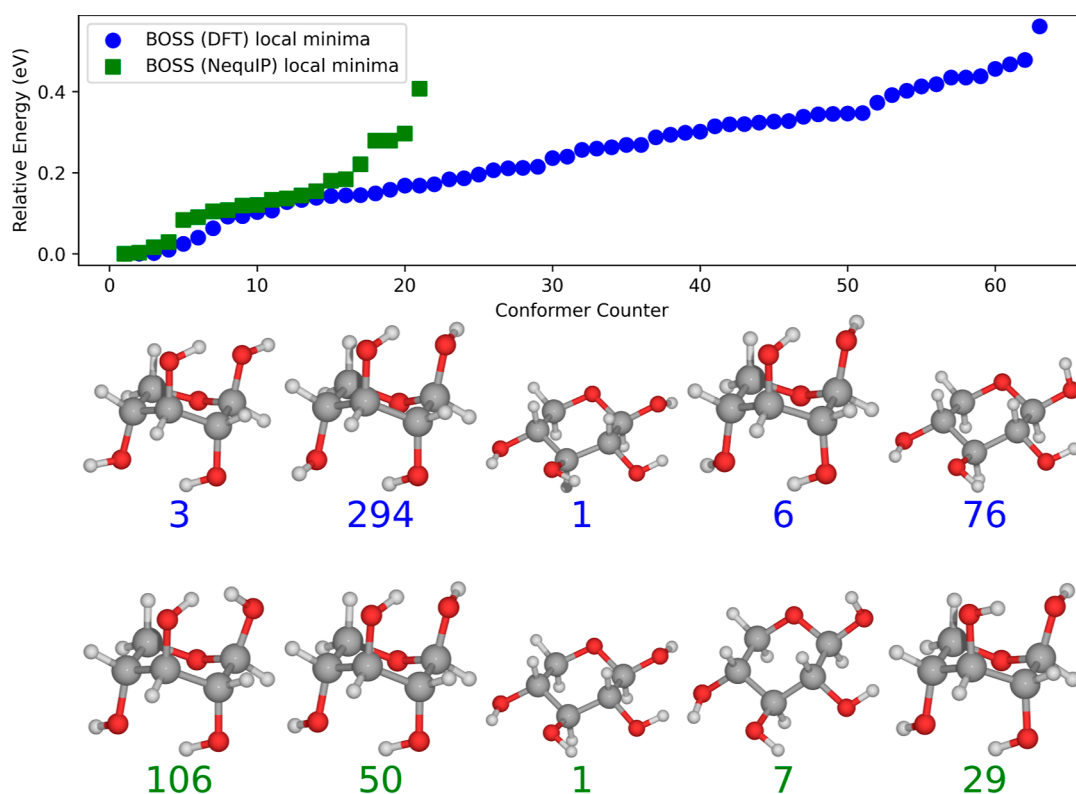 BOSS (DFT) local minima
BOSS (NequIP) local minima
Relative Energy (eV)
0.4
0.2
0.0
0 10 20 30 40 50 60
Conformer Counter
3 294 1 6 76
106 50 1 7 29